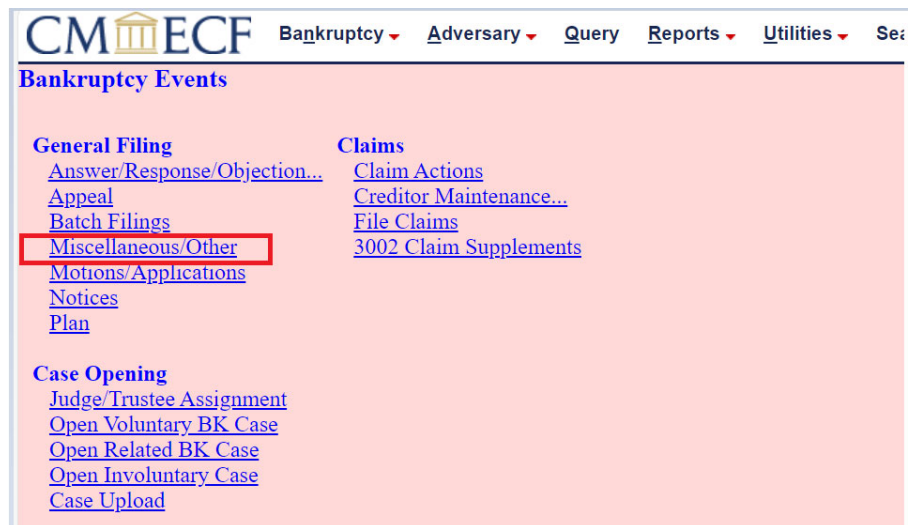 CM ECF Bankruptcy Adversary Query Reports Utilities
Bankruptcy Events
General Filing
Answer/Response/Objection...
Appeal
Batch Filings
Miscellaneous/Other
Motions/Applications
Notices
Plan
Claims
Claim Actions
Creditor Maintenance...
File Claims
3002 Claim Supplements
Case Opening
Judge/Trustee Assignment
Open Voluntary BK Case
Open Related BK Case
Open Involuntary Case
Case Upload